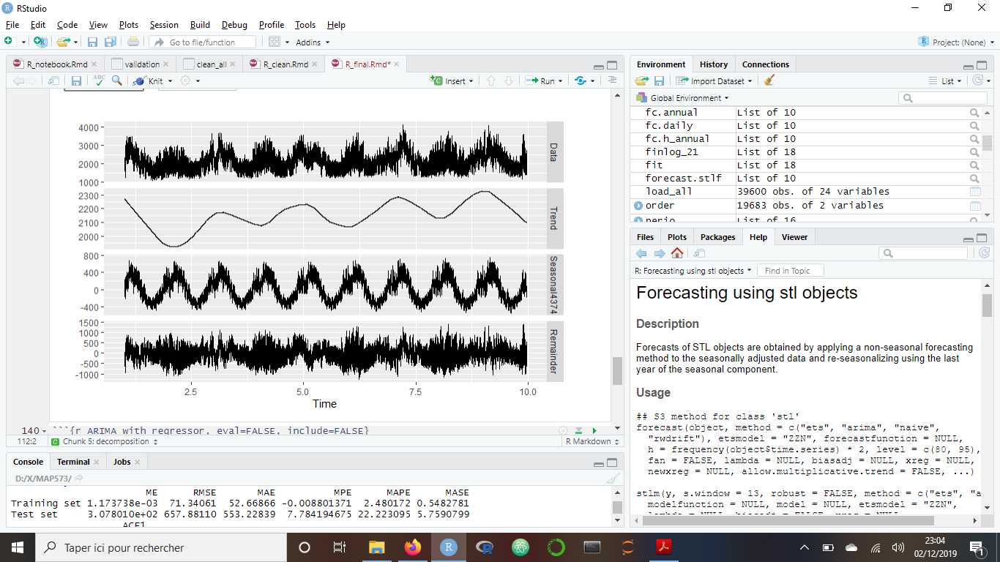 RStudio
File Edit Code View Plots Session Build Debug Profile Tools Help
Go to file/function Addins Project: (None)
R_notebook.Rmd validation clean_all R_clean.Rmd R_final.Rmd*
ABC Knit Insert Run
4000
3000
2000
1000
Data
2300
2200
2100
2000
Trend
800
400
0
-400
Seasonal4374
1500
1000
500
0
-500
-1000
Remainder
2.5 5.0 7.5 10.0
Time
140 ```{r ARIMA with regressor, eval=FALSE, include=FALSE}
112:2 C Chunk 5: decomposition R Markdown
Console Terminal Jobs
D:/X/MAP573/
ME RMSE MAE MPE MAPE MASE
Training set 1.173738e-03 71.34061 52.66866 -0.008801371 2.480172 0.5482781
Test set 3.078010e+02 657.88110 553.22839 7.784194675 22.223095 5.7590799
ACF1
Environment History Connections
Import Dataset List
Global Environment
fc.annual List of 10
fc.daily List of 10
fc.h_annual List of 10
finlog_21 List of 18
fit List of 18
forecast.stlf List of 10
load_all 39600 obs. of 24 variables
order 19683 obs. of 2 variables
perio List of 16
Files Plots Packages Help Viewer
R: Forecasting using stl objects Find in Topic
Forecasting using stl objects
Description
Forecasts of STL objects are obtained by applying a non-seasonal forecasting
method to the seasonally adjusted data and re-seasonalizing using the last
year of the seasonal component.
Usage
## S3 method for class 'stl'
forecast(object, method = c("ets", "arima", "naive",
"rwdrift"), etsmodel = "ZZN", forecastfunction = NULL,
h = frequency(object$time.series) * 2, level = c(80, 95),
fan = FALSE, lambda = NULL, biasadj = NULL, xreg = NULL,
newxreg = NULL, allow.multiplicative.trend = FALSE, ...)
stlm(y, s.window = 13, robust = FALSE, method = c("ets", "a
modelfunction = NULL, model = NULL, etsmodel = "ZZN",
Taper ici pour rechercher
23:04
02/12/2019
1